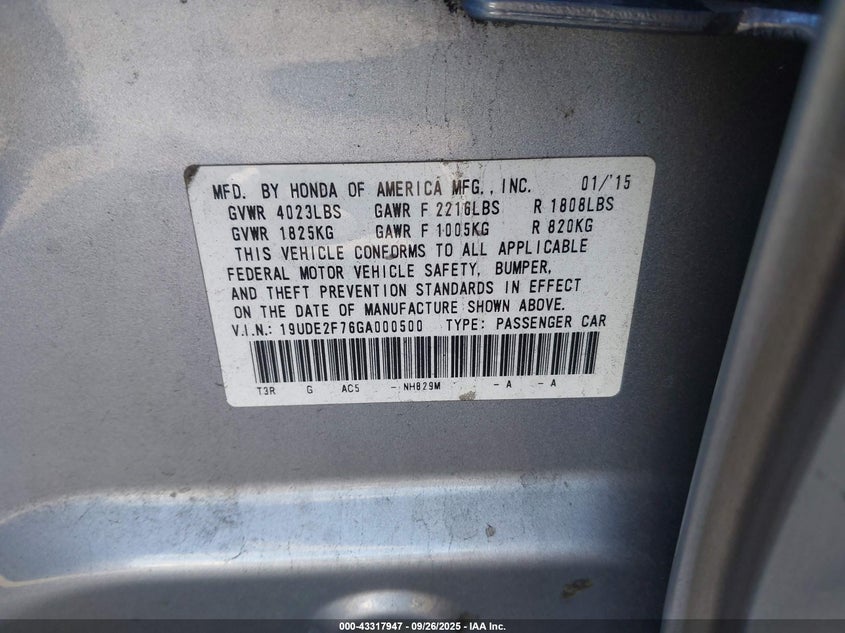 MFD. BY HONDA OF AMERICA MFG., INC. 01/'15
GVWR 4023LBS GAWR F 2216LBS R 1808LBS
GVWR 1825KG GAWR F 1005KG R 820KG
THIS VEHICLE CONFORMS TO ALL APPLICABLE
FEDERAL MOTOR VEHICLE SAFETY, BUMPER,
AND THEFT PREVENTION STANDARDS IN EFFECT
ON THE DATE OF MANUFACTURE SHOWN ABOVE.
V.I.N.: 19UDE2F76GA000500 TYPE: PASSENGER CAR
T3R G AC5 -NH829M -A -A
000-43317947 - 09/26/2025 - IAA Inc.